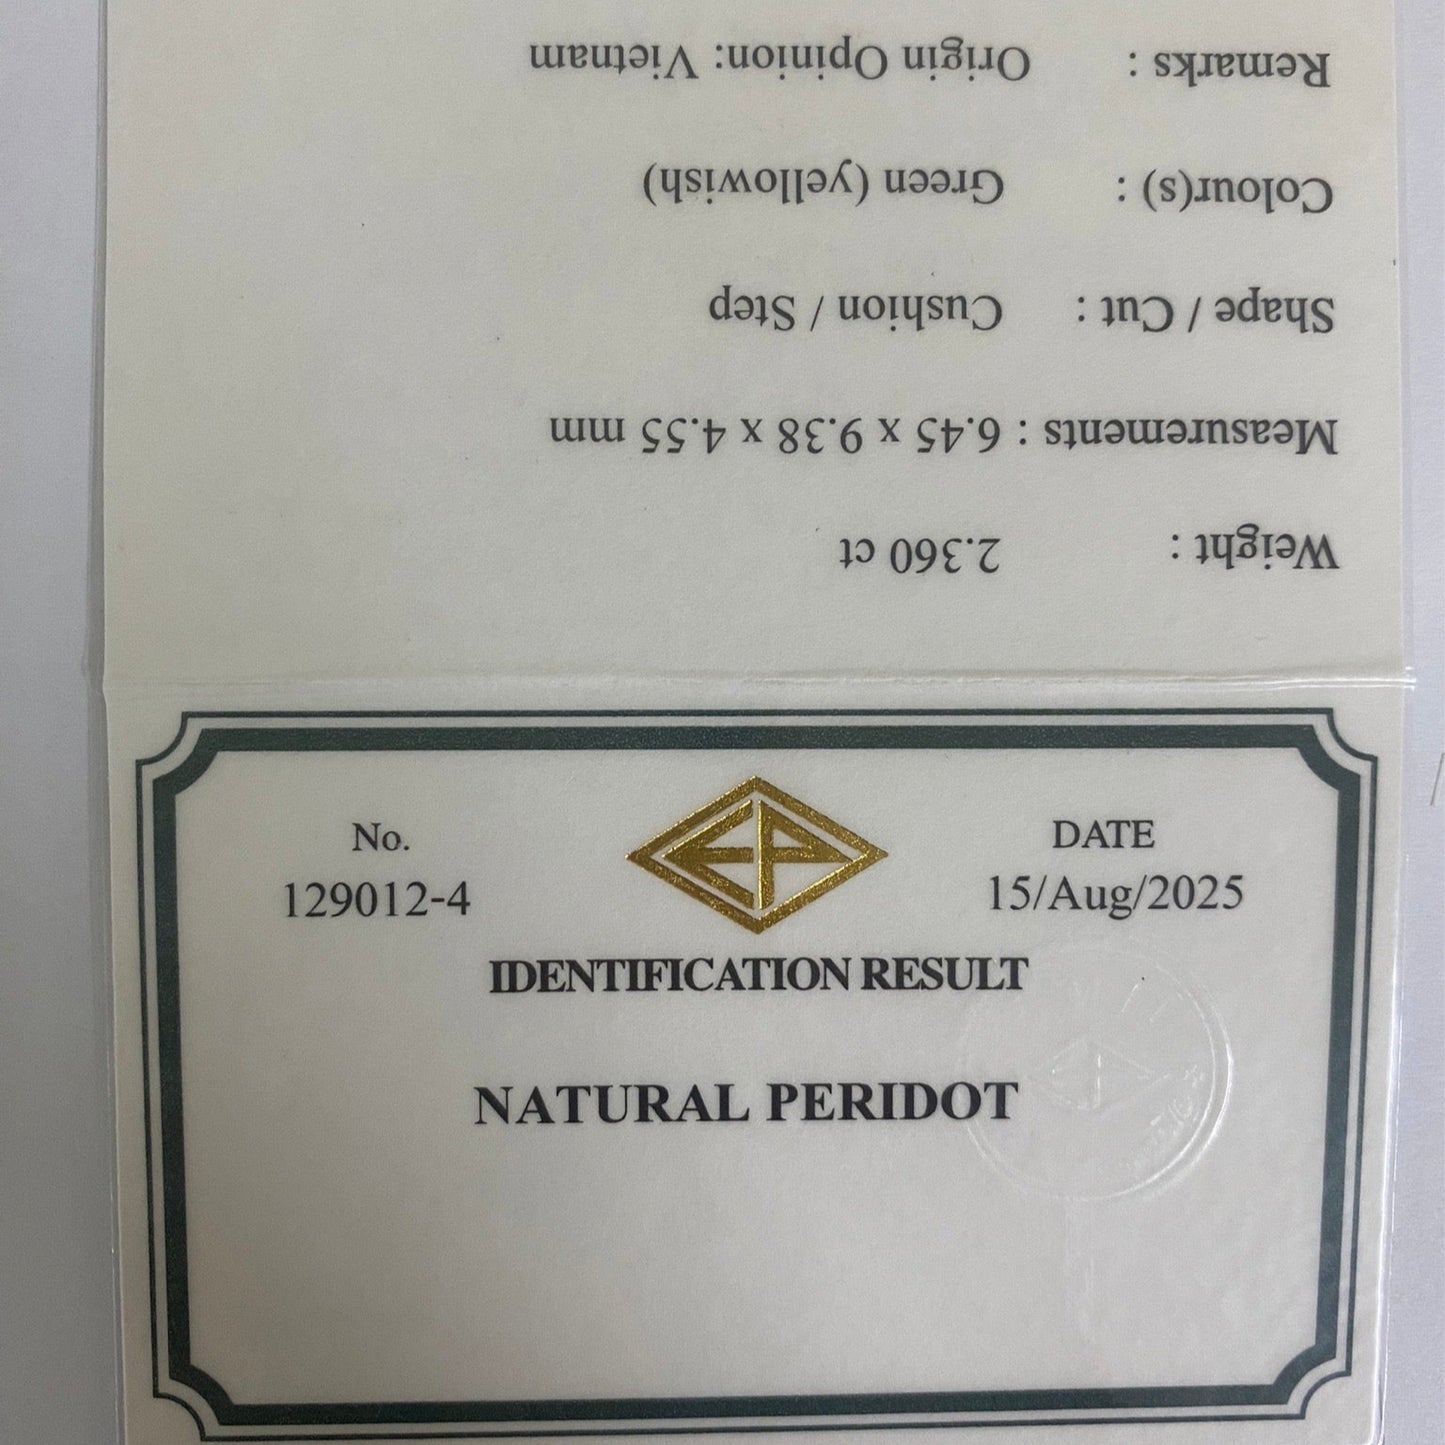 No.
129012-4
DATE
15/Aug/2025
IDENTIFICATION RESULT
NATURAL PERIDOT
Weight : 2.360 ct
Measurements : 6.45 x 9.38 x 4.55 mm
Shape / Cut : Cushion / Step
Colour(s) : Green (yellowish)
Remarks : Origin Opinion: Vietnam